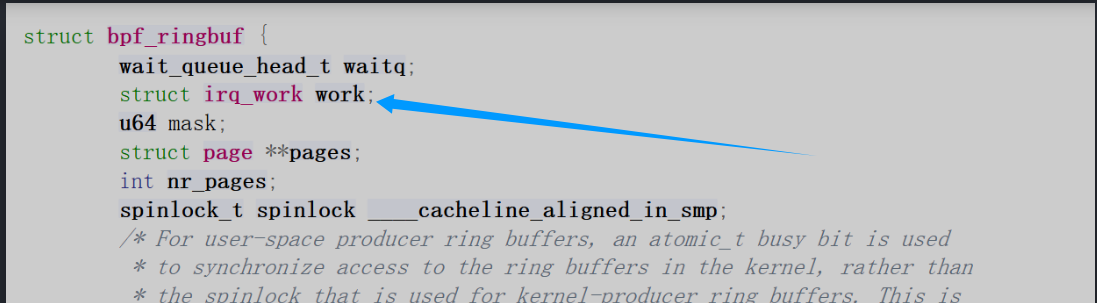 struct bpf_ringbuf {
wait_queue_head_t waitq;
struct irq_work work;
u64 mask;
struct page **pages;
int nr_pages;
spinlock_t spinlock ____cacheline_aligned_in_smp;
/* For user-space producer ring buffers, an atomic_t busy bit is used
* to synchronize access to the ring buffers in the kernel, rather than
* the spinlock that is used for kernel-producer ring buffers. This is